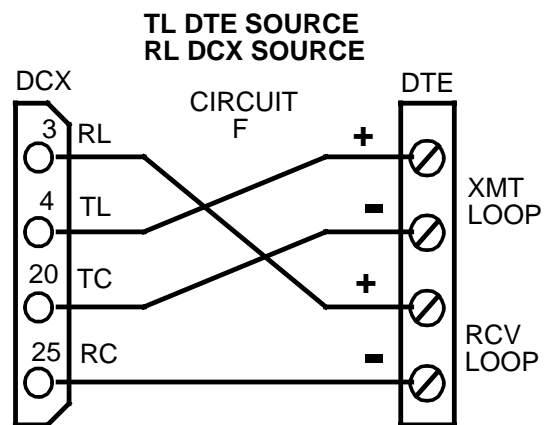 TL DTE SOURCE
RL DCX SOURCE
DCX
CIRCUIT
F
DTE
3 RL
+
4 TL
-
XMT
LOOP
20 TC
+
25 RC
-
RCV
LOOP